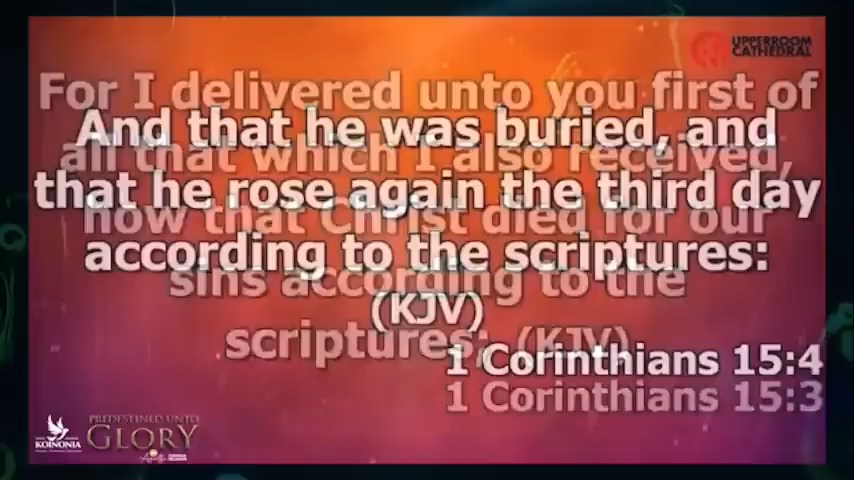 UPPERROOM
CATHEDRAL
For I delivered unto you first of
all that which I also received,
how that Christ died for our
sins according to the
scriptures; (KJV)
1 Corinthians 15:3
And that he was buried, and
that he rose again the third day
according to the scriptures:
(KJV)
1 Corinthians 15:4
KOINONIA
PREDESTINED UNTO
GLORY